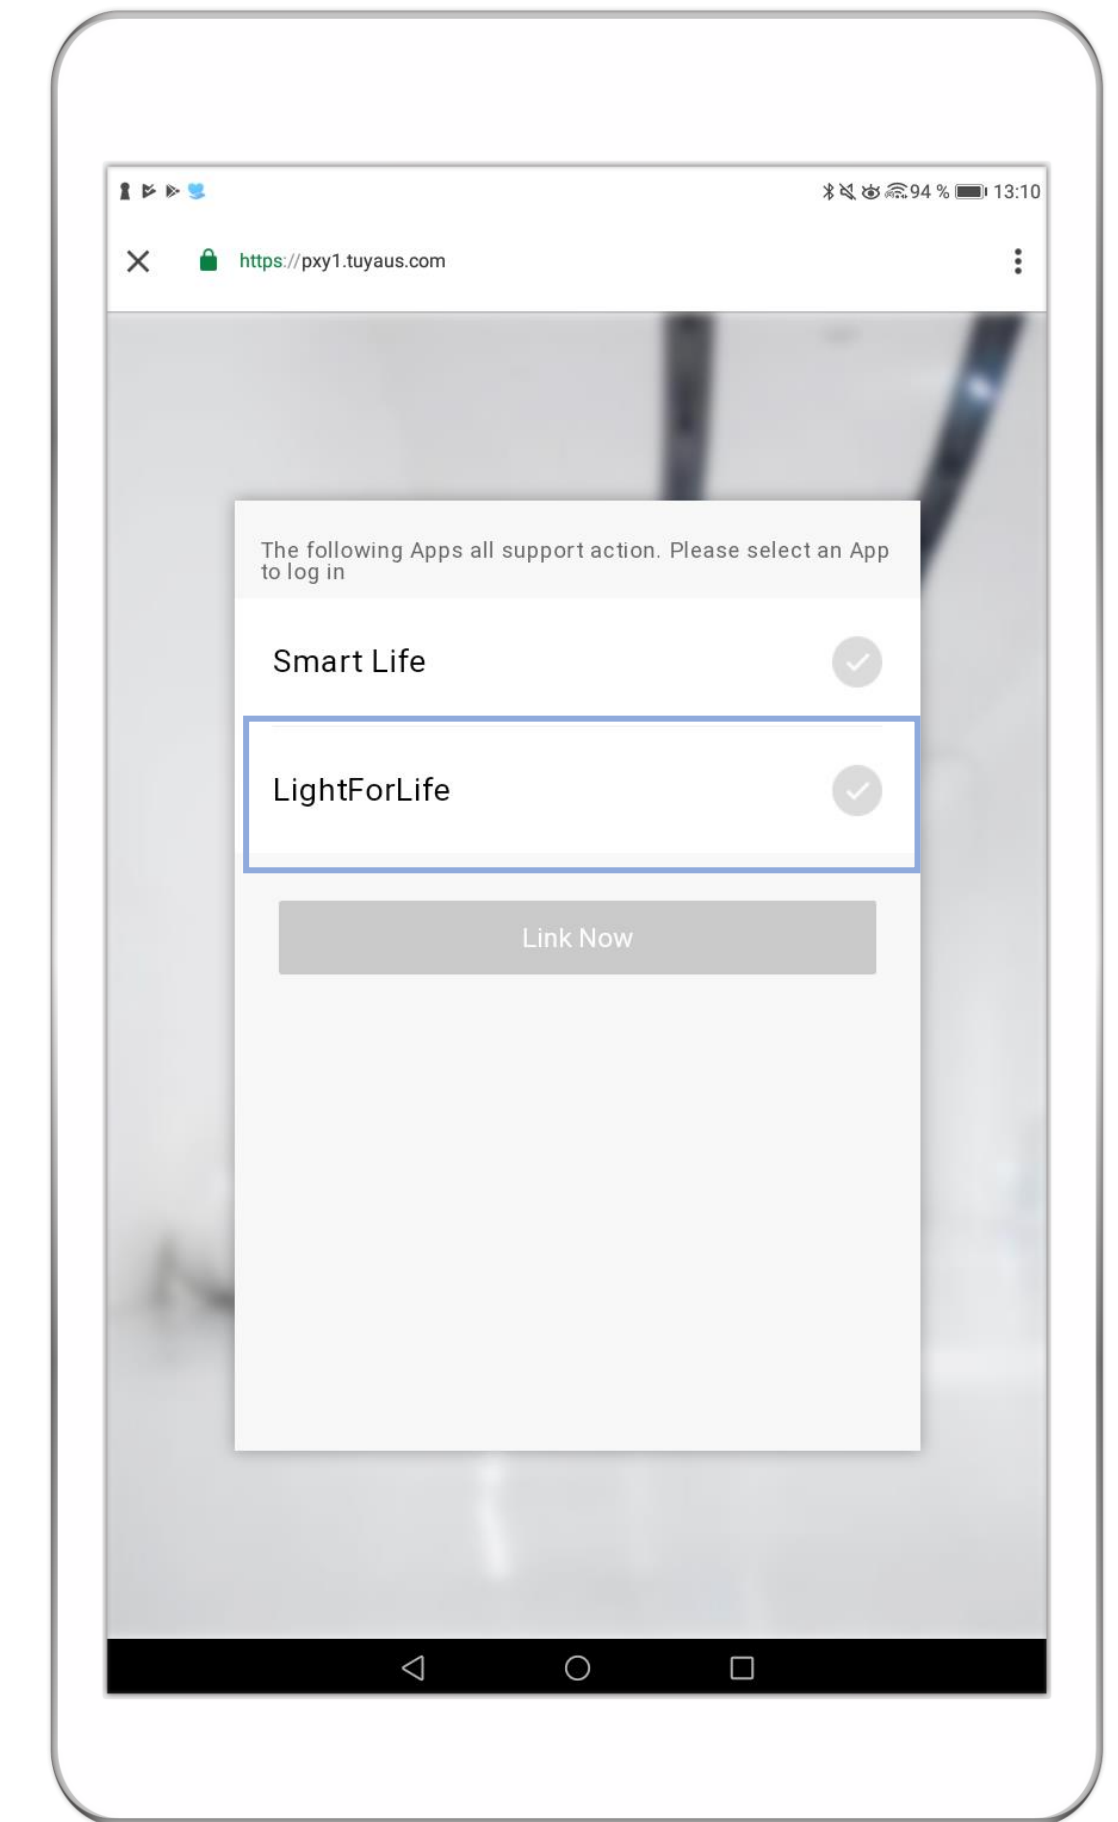 94 % 13:10
https://pxy1.tuyaus.com
The following Apps all support action. Please select an App
to log in
Smart Life
LightForLife
Link Now